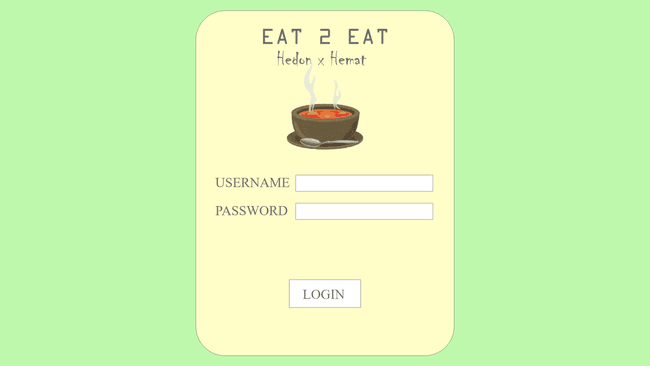 EAT 2 EAT
Hedon x Hemat
USERNAME
PASSWORD
LOGIN